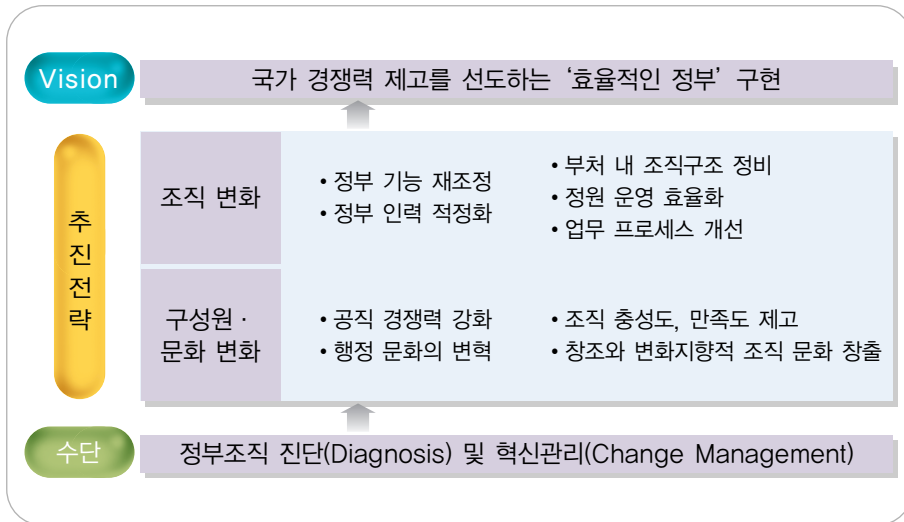 Vision
국가 경쟁력 제고를 선도하는 ‘효율적인 정부’ 구현
추진전략
조직 변화
• 정부 기능 재조정
• 정부 인력 적정화
• 부처 내 조직구조 정비
• 정원 운영 효율화
• 업무 프로세스 개선
구성원 ·
문화 변화
• 공직 경쟁력 강화
• 행정 문화의 변혁
• 조직 충성도, 만족도 제고
• 창조와 변화지향적 조직 문화 창출
수단
정부조직 진단(Diagnosis) 및 혁신관리(Change Management)